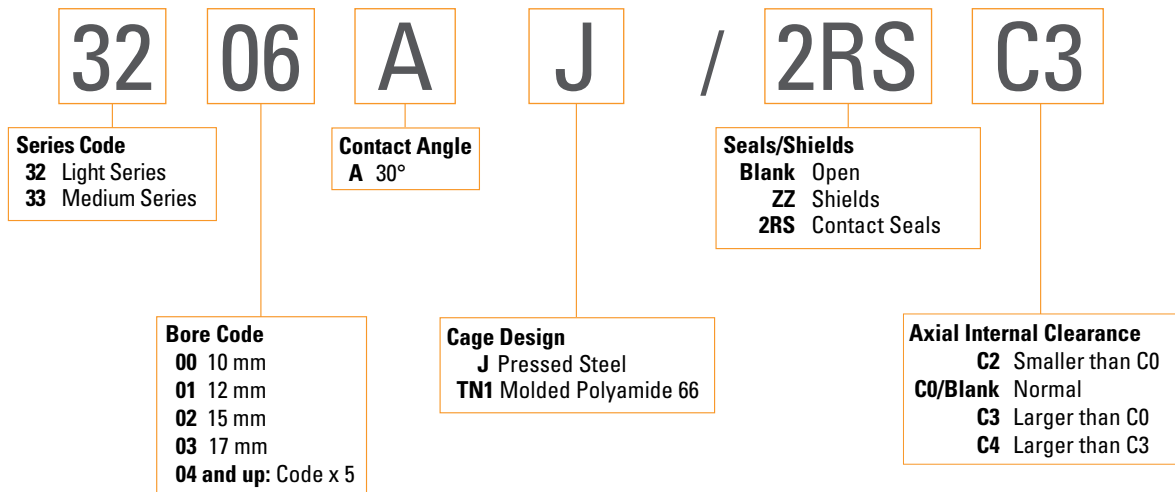 32 06 A J / 2RS C3
Series Code
32 Light Series
33 Medium Series
Contact Angle
A 30°
Seals/Shields
Blank Open
ZZ Shields
2RS Contact Seals
Bore Code
00 10 mm
01 12 mm
02 15 mm
03 17 mm
04 and up: Code x 5
Cage Design
J Pressed Steel
TN1 Molded Polyamide 66
Axial Internal Clearance
C2 Smaller than C0
C0/Blank Normal
C3 Larger than C0
C4 Larger than C3